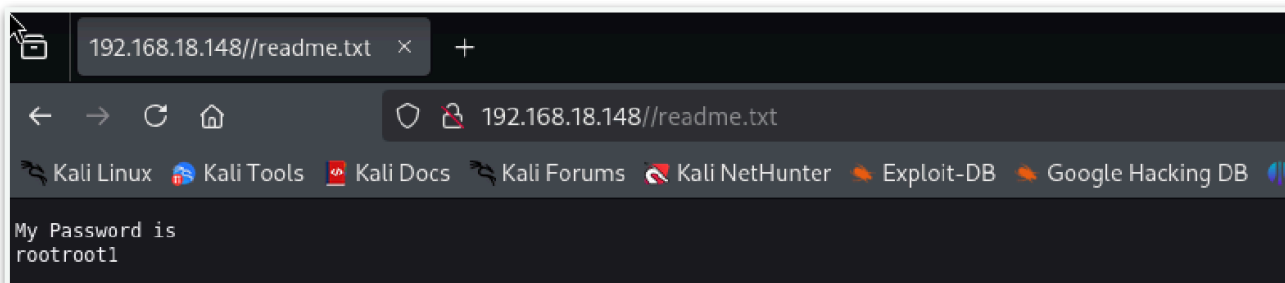 192.168.18.148//readme.txt
192.168.18.148//readme.txt
Kali Linux Kali Tools Kali Docs Kali Forums Kali NetHunter Exploit-DB Google Hacking DB
My Password is
rootroot1